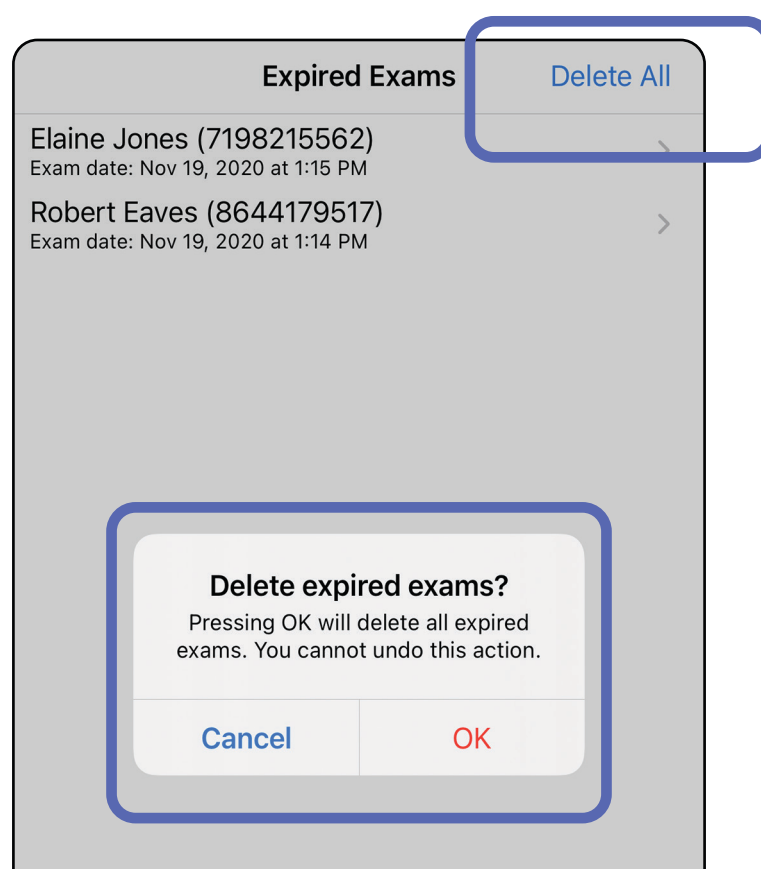 Expired Exams Delete All
Elaine Jones (7198215562)
Exam date: Nov 19, 2020 at 1:15 PM
Robert Eaves (8644179517)
Exam date: Nov 19, 2020 at 1:14 PM
Delete expired exams?
Pressing OK will delete all expired
exams. You cannot undo this action.
Cancel OK